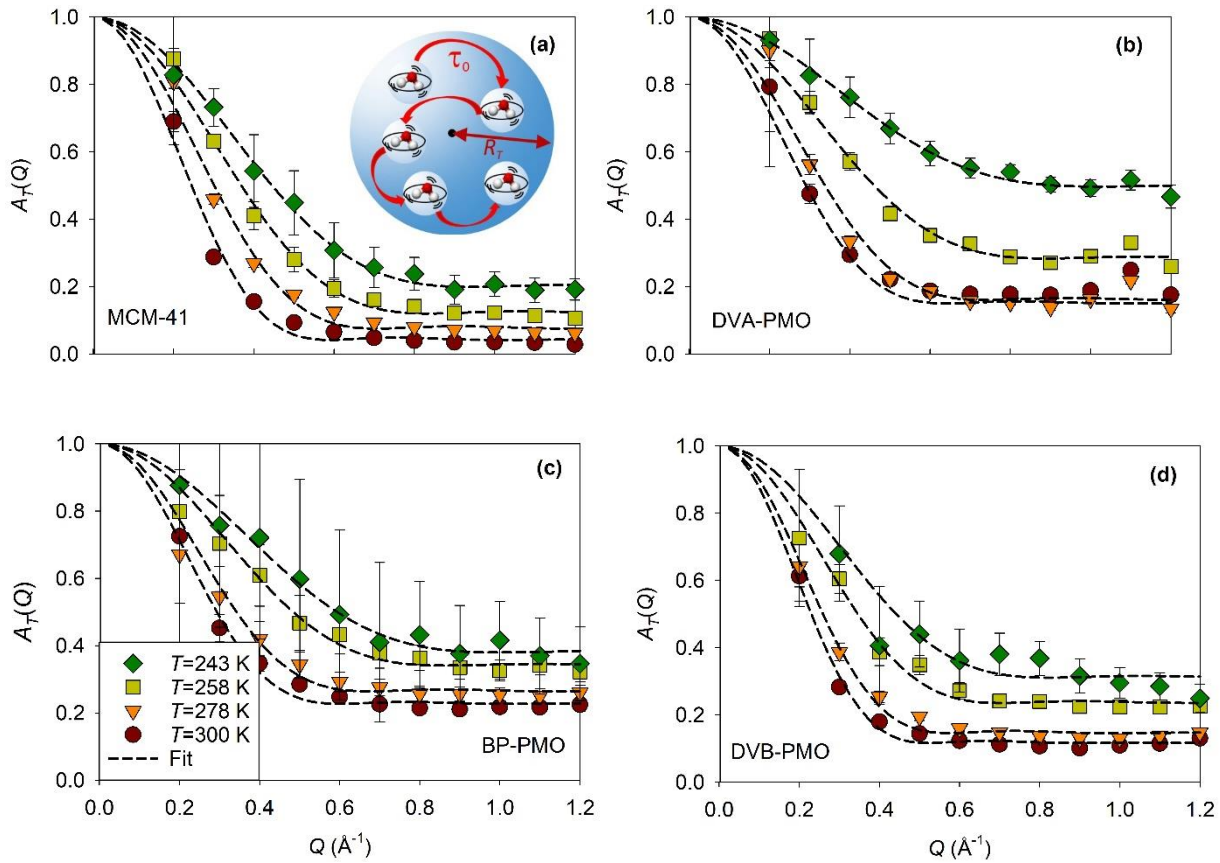 (a)
1.0
0.8
0.6
0.4
0.2
0.0
A_T(Q)
τ₀
R_T
MCM-41
(b)
1.0
0.8
0.6
0.4
0.2
0.0
A_T(Q)
DVA-PMO
(c)
1.0
0.8
0.6
0.4
0.2
0.0
A_T(Q)
T=243 K
T=258 K
T=278 K
T=300 K
Fit
BP-PMO
0.0 0.2 0.4 0.6 0.8 1.0 1.2
Q (Å⁻¹)
(d)
1.0
0.8
0.6
0.4
0.2
0.0
A_T(Q)
DVB-PMO
0.0 0.2 0.4 0.6 0.8 1.0 1.2
Q (Å⁻¹)